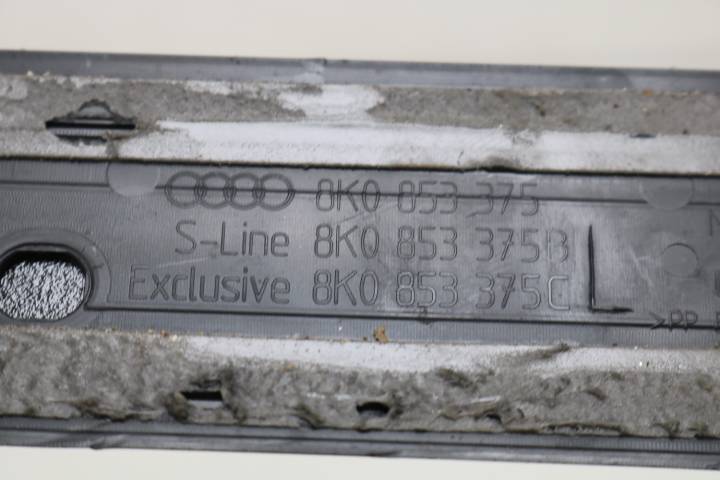 8K0 853 375
S-Line 8K0 853 375B
Exclusive 8K0 853 375C
L
>PP